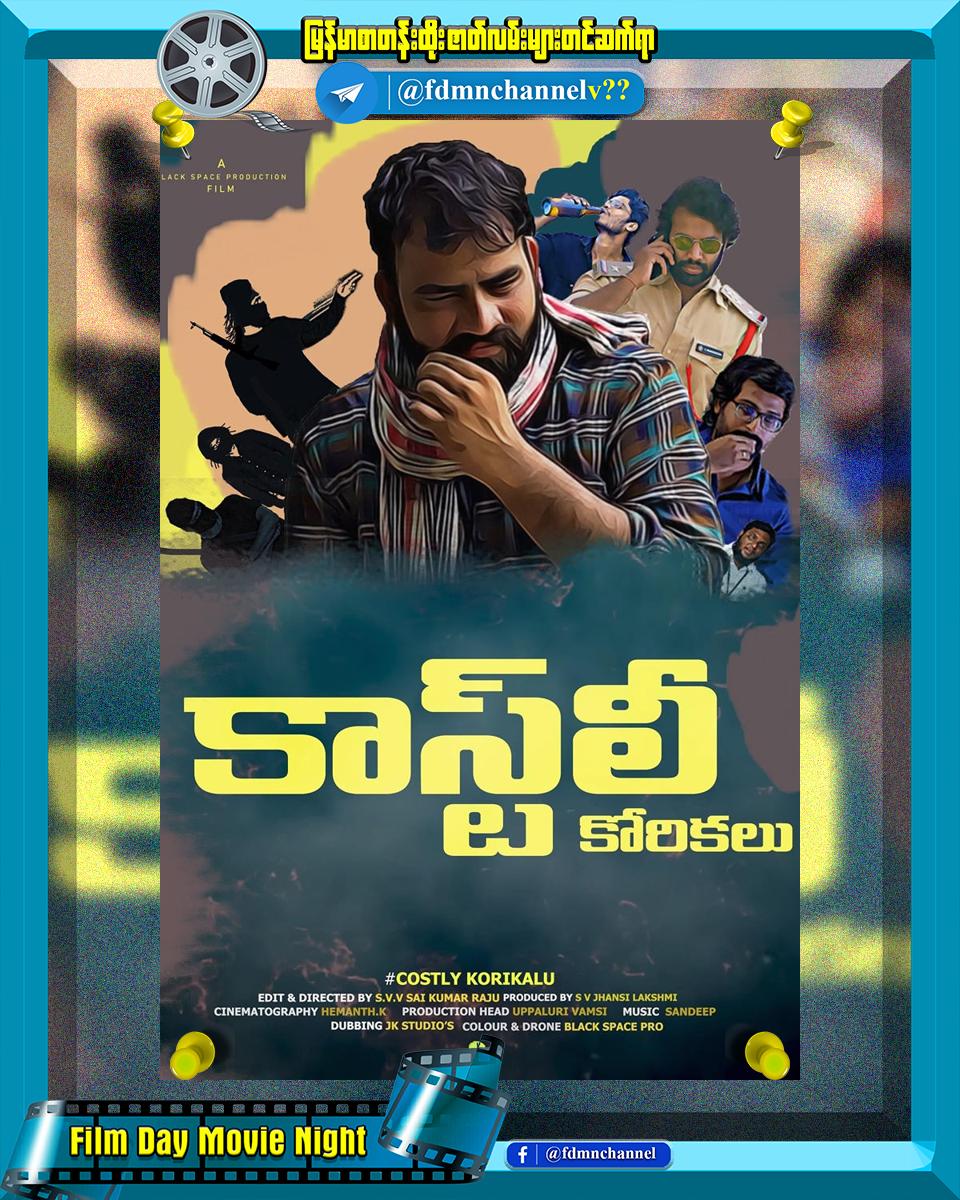 မြန်မာစာတန်းထိုးဇာတ်လမ်းများတင်ဆက်ရာ
@fdmnchannelv??
A
LACK SPACE PRODUCTION
FILM
కాస్ట్‌లీ
కోరికలు
#COSTLY KORIKALU
EDIT & DIRECTED BY S.V.V SAI KUMAR RAJU PRODUCED BY S V JHANSI LAKSHMI
CINEMATOGRAPHY HEMANTH.K PRODUCTION HEAD UPPALURI VAMSI MUSIC SANDEEP
DUBBING JK STUDIO'S COLOUR & DRONE BLACK SPACE PRO
Film Day Movie Night
@fdmnchannel